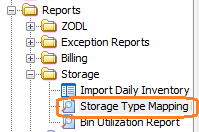 Reports
ZODL
Exception Reports
Billing
Storage
Import Daily Inventory
Storage Type Mapping
Bin Utilization Report